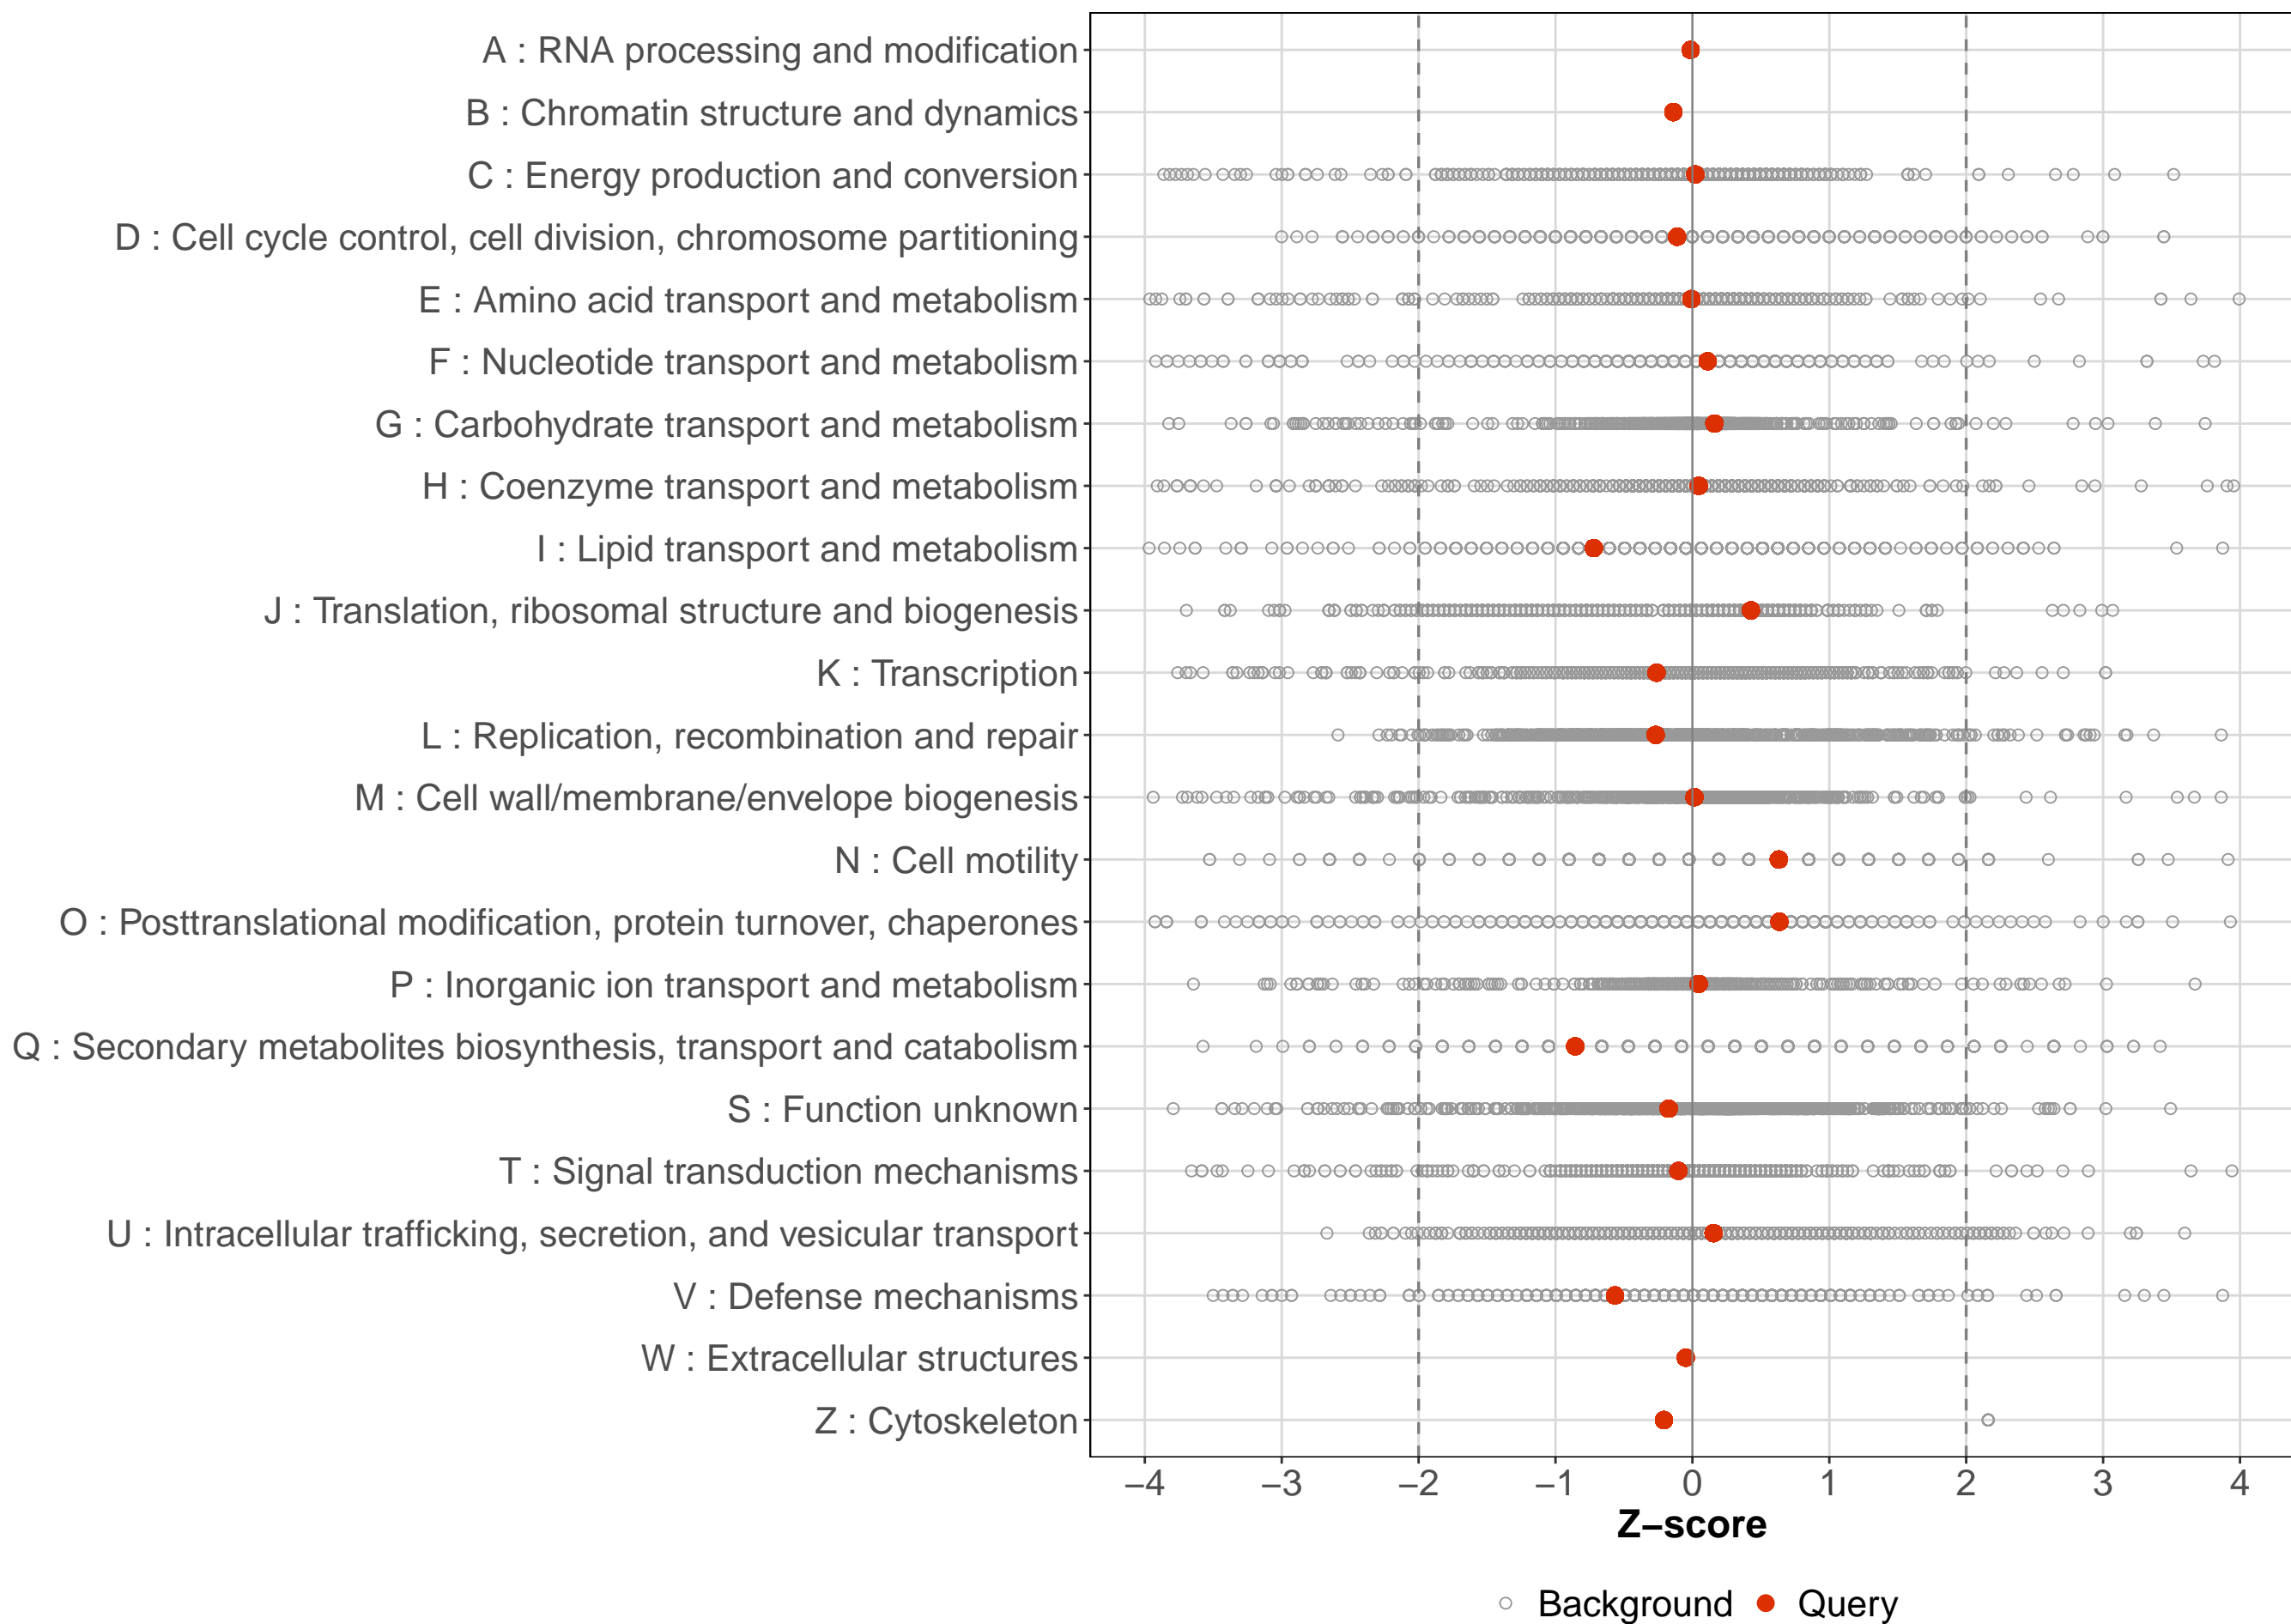 A : RNA processing and modification
B : Chromatin structure and dynamics
C : Energy production and conversion
D : Cell cycle control, cell division, chromosome partitioning
E : Amino acid transport and metabolism
F : Nucleotide transport and metabolism
G : Carbohydrate transport and metabolism
H : Coenzyme transport and metabolism
I : Lipid transport and metabolism
J : Translation, ribosomal structure and biogenesis
K : Transcription
L : Replication, recombination and repair
M : Cell wall/membrane/envelope biogenesis
N : Cell motility
O : Posttranslational modification, protein turnover, chaperones
P : Inorganic ion transport and metabolism
Q : Secondary metabolites biosynthesis, transport and catabolism
S : Function unknown
T : Signal transduction mechanisms
U : Intracellular trafficking, secretion, and vesicular transport
V : Defense mechanisms
W : Extracellular structures
Z : Cytoskeleton
−4 −3 −2 −1 0 1 2 3 4
Z−score
Background Query